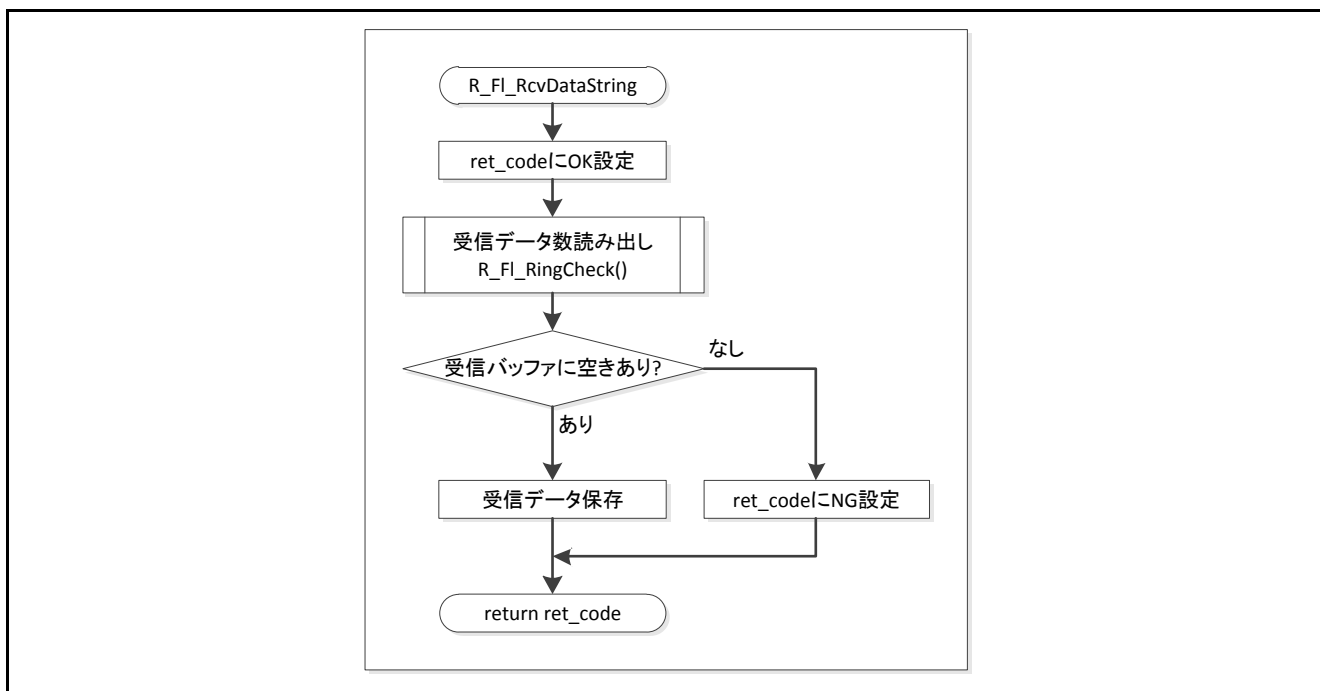 R_Fl_RcvDataString
ret_codeにOK設定
受信データ数読み出し
R_Fl_RingCheck()
受信バッファに空きあり?
なし
あり
受信データ保存
ret_codeにNG設定
return ret_code